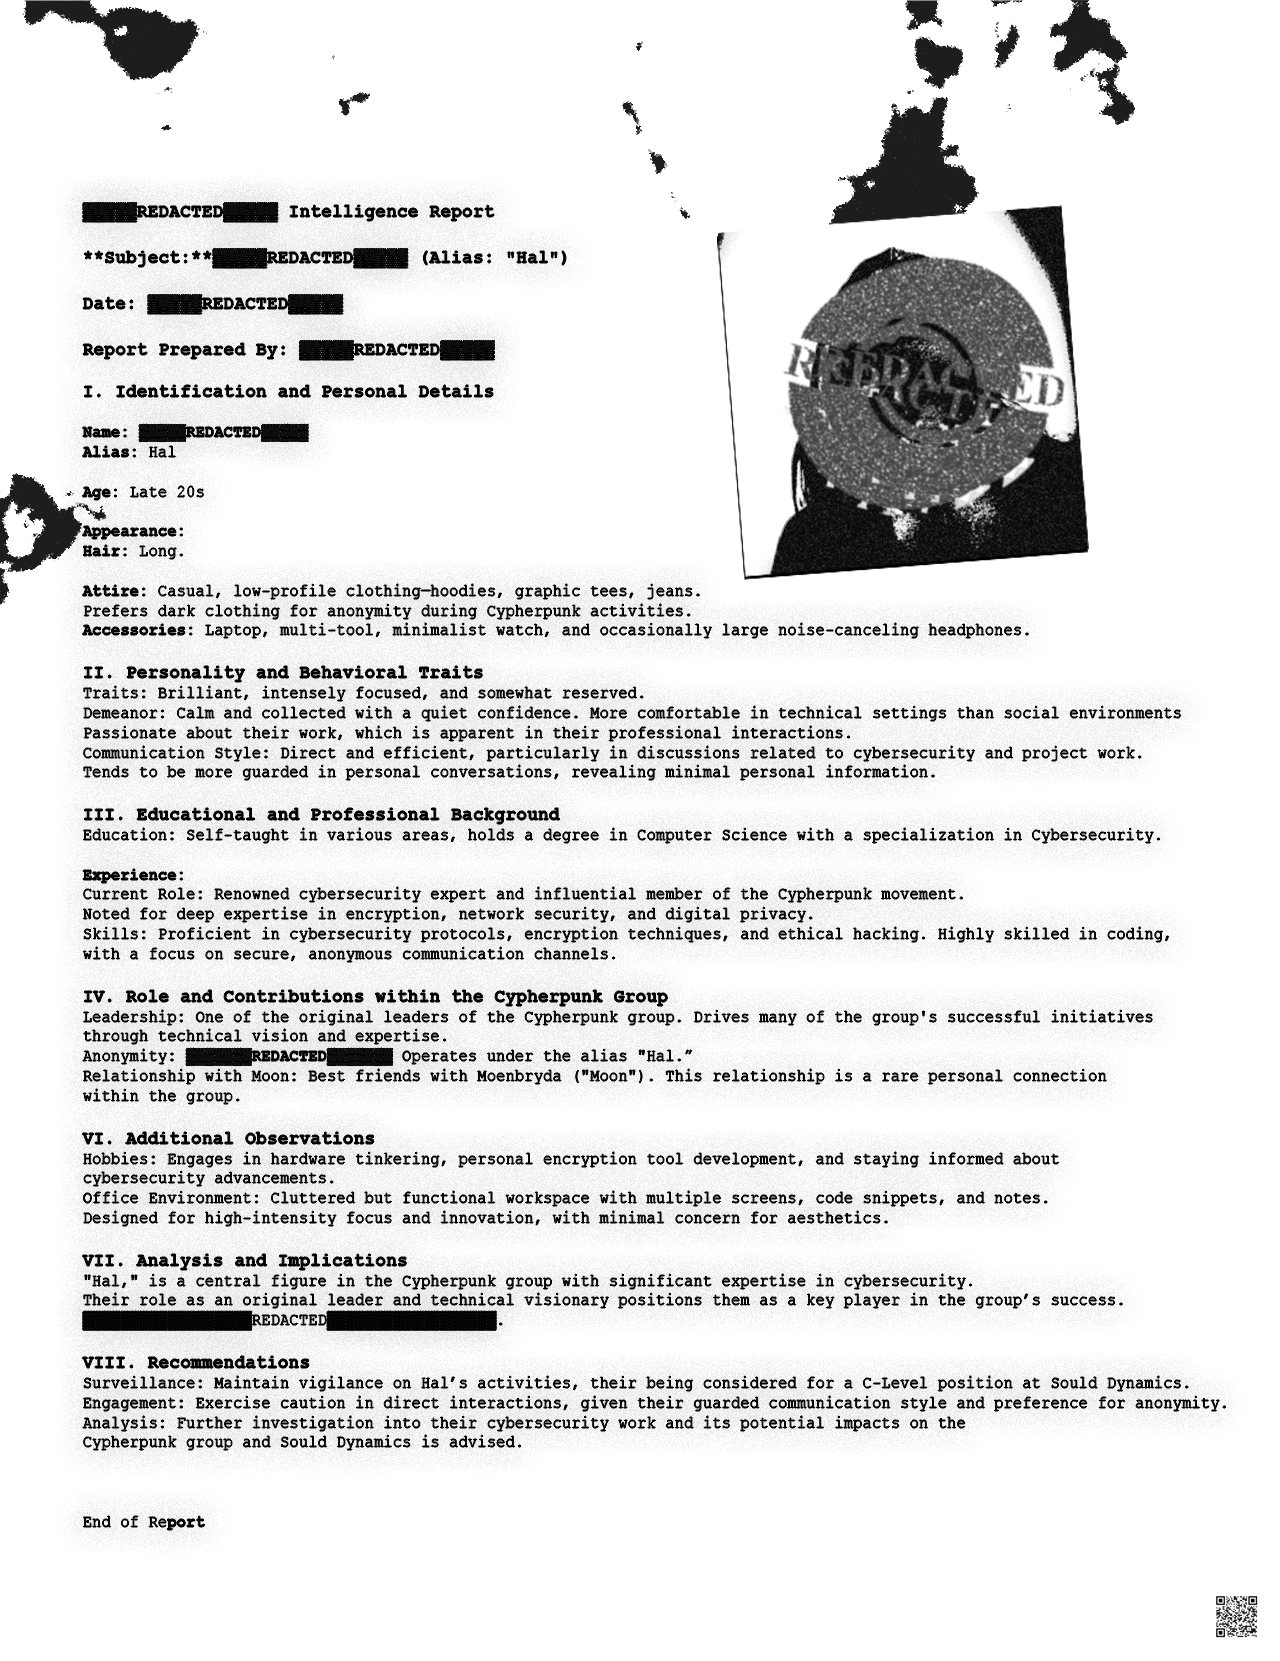 REDACTED Intelligence Report
**Subject:** REDACTED (Alias: "Hal")
Date: REDACTED
Report Prepared By: REDACTED
I. Identification and Personal Details
Name: REDACTED
Alias: Hal
Age: Late 20s
Appearance:
Hair: Long.
Attire: Casual, low-profile clothing—hoodies, graphic tees, jeans.
Prefers dark clothing for anonymity during Cypherpunk activities.
Accessories: Laptop, multi-tool, minimalist watch, and occasionally large noise-canceling headphones.
II. Personality and Behavioral Traits
Traits: Brilliant, intensely focused, and somewhat reserved.
Demeanor: Calm and collected with a quiet confidence. More comfortable in technical settings than social environments
Passionate about their work, which is apparent in their professional interactions.
Communication Style: Direct and efficient, particularly in discussions related to cybersecurity and project work.
Tends to be more guarded in personal conversations, revealing minimal personal information.
III. Educational and Professional Background
Education: Self-taught in various areas, holds a degree in Computer Science with a specialization in Cybersecurity.
Experience:
Current Role: Renowned cybersecurity expert and influential member of the Cypherpunk movement.
Noted for deep expertise in encryption, network security, and digital privacy.
Skills: Proficient in cybersecurity protocols, encryption techniques, and ethical hacking. Highly skilled in coding,
with a focus on secure, anonymous communication channels.
IV. Role and Contributions within the Cypherpunk Group
Leadership: One of the original leaders of the Cypherpunk group. Drives many of the group's successful initiatives
through technical vision and expertise.
Anonymity: REDACTED Operates under the alias "Hal.”
Relationship with Moon: Best friends with Moenbryda ("Moon"). This relationship is a rare personal connection
within the group.
VI. Additional Observations
Hobbies: Engages in hardware tinkering, personal encryption tool development, and staying informed about
cybersecurity advancements.
Office Environment: Cluttered but functional workspace with multiple screens, code snippets, and notes.
Designed for high-intensity focus and innovation, with minimal concern for aesthetics.
VII. Analysis and Implications
"Hal," is a central figure in the Cypherpunk group with significant expertise in cybersecurity.
Their role as an original leader and technical visionary positions them as a key player in the group’s success.
REDACTED.
VIII. Recommendations
Surveillance: Maintain vigilance on Hal’s activities, their being considered for a C-Level position at Sould Dynamics.
Engagement: Exercise caution in direct interactions, given their guarded communication style and preference for anonymity.
Analysis: Further investigation into their cybersecurity work and its potential impacts on the
Cypherpunk group and Sould Dynamics is advised.
End of Report